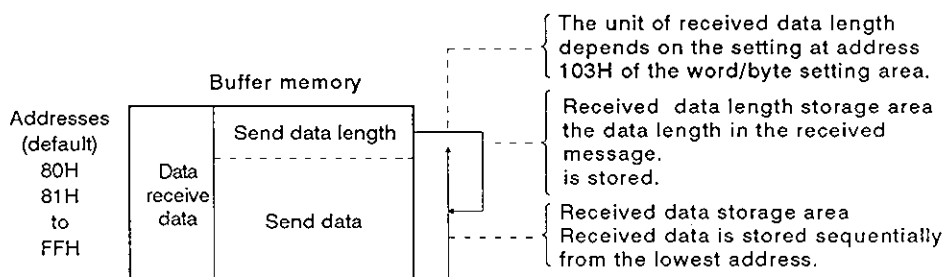 The unit of received data length
depends on the setting at address
103H of the word/byte setting area.
Buffer memory
Addresses
(default)
80H
81H
to
FFH
Data
receive
data
Send data length
Send data
Received data length storage area
the data length in the received
message.
is stored.
Received data storage area
Received data is stored sequentially
from the lowest address.